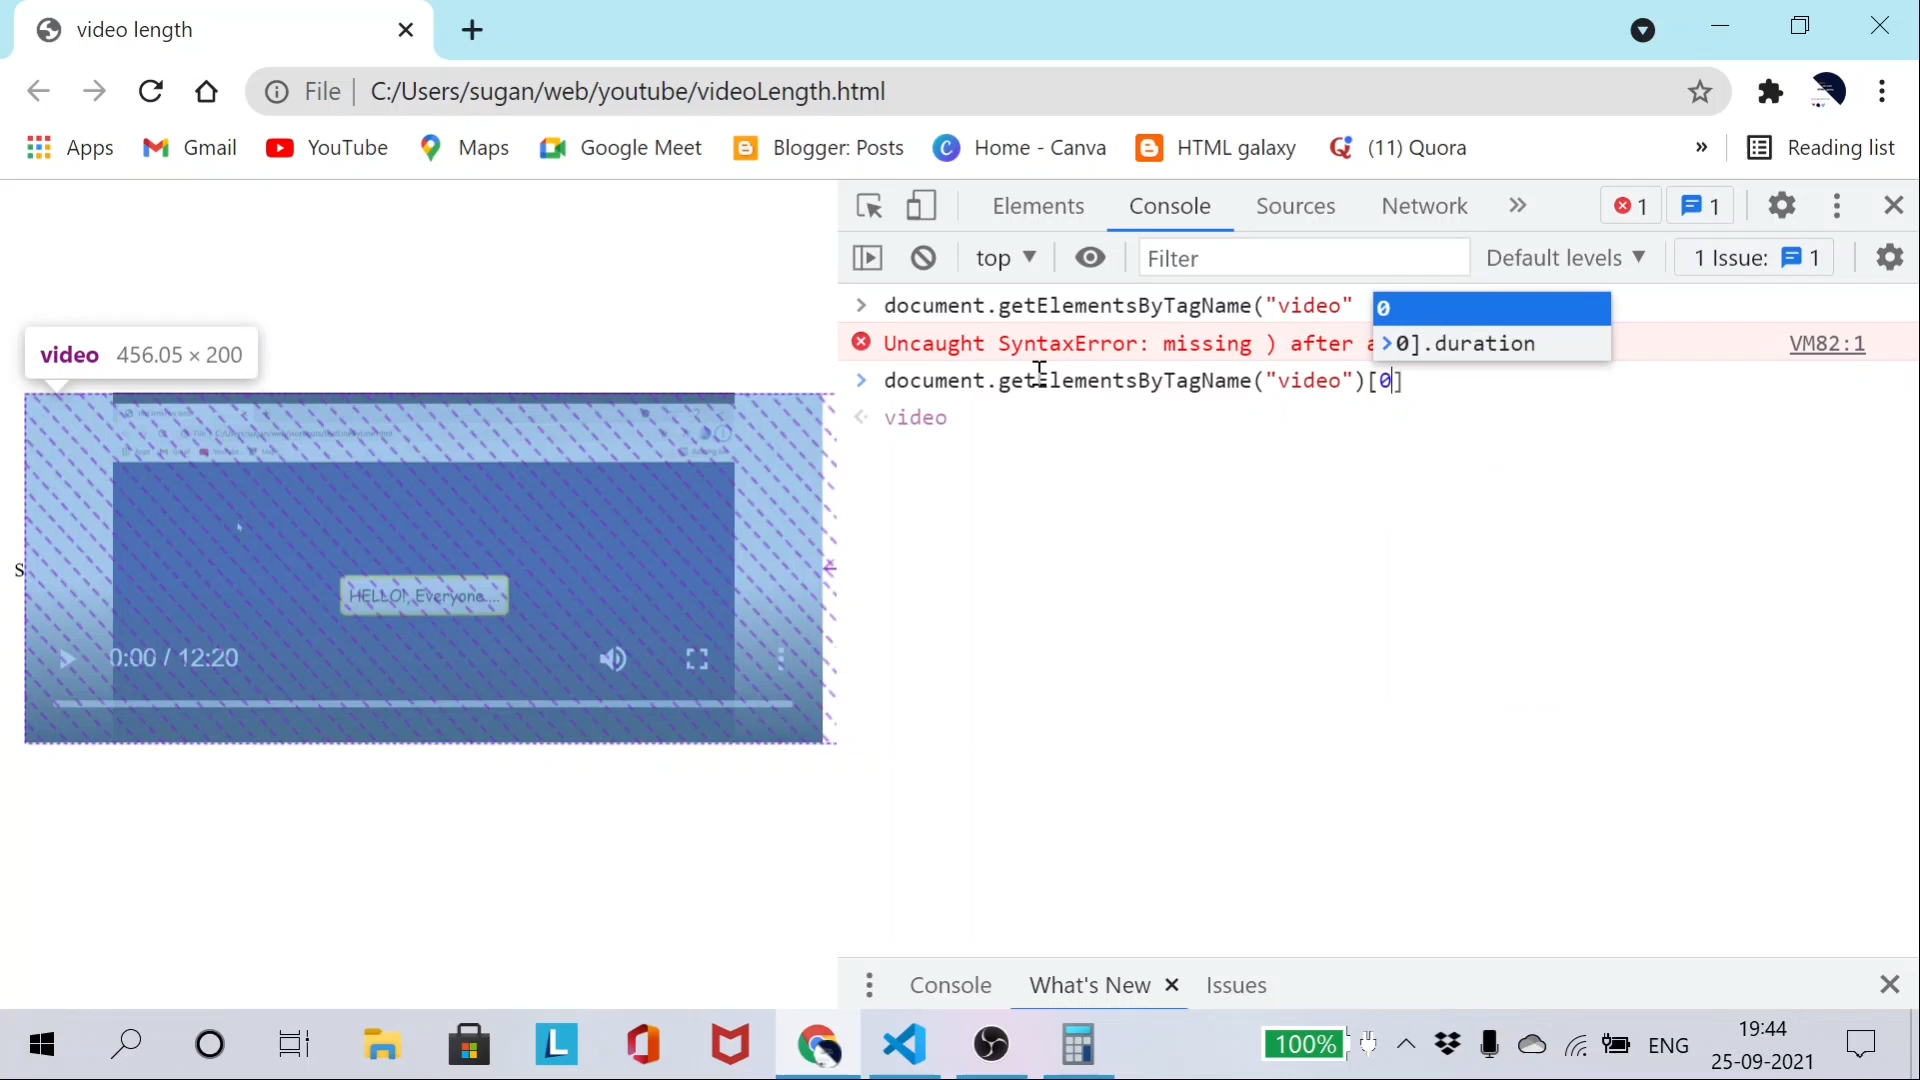 video length
File
C:/Users/sugan/web/youtube/videoLength.html
Apps
Gmail
YouTube
Maps
Google Meet
Blogger: Posts
Home - Canva
HTML galaxy
(11) Quora
»
Reading list
Elements
Console
Sources
Network
1
1
top
Filter
Default levels
1 Issue: 1
document.getElementsByTagName("video"
0
Uncaught SyntaxError: missing ) after a
0].duration
VM82:1
document.getElementsByTagName("video")[0]
video
video 456.05 × 200
s
HELLO!, Everyone....
0:00 / 12:20
Console
What's New
Issues
100%
ENG
19:44
25-09-2021